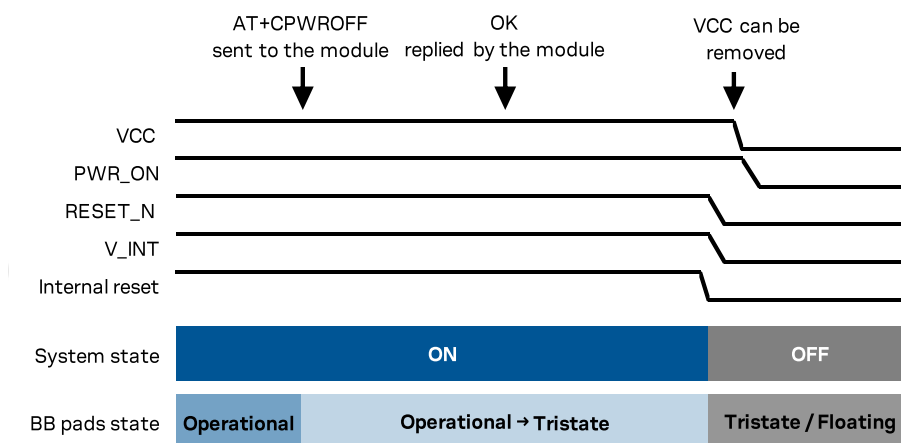 AT+CPWROFF
sent to the module
OK
replied by the module
VCC can be
removed
VCC
PWR_ON
RESET_N
V_INT
Internal reset
System state
ON
OFF
BB pads state
Operational
Operational → Tristate
Tristate / Floating